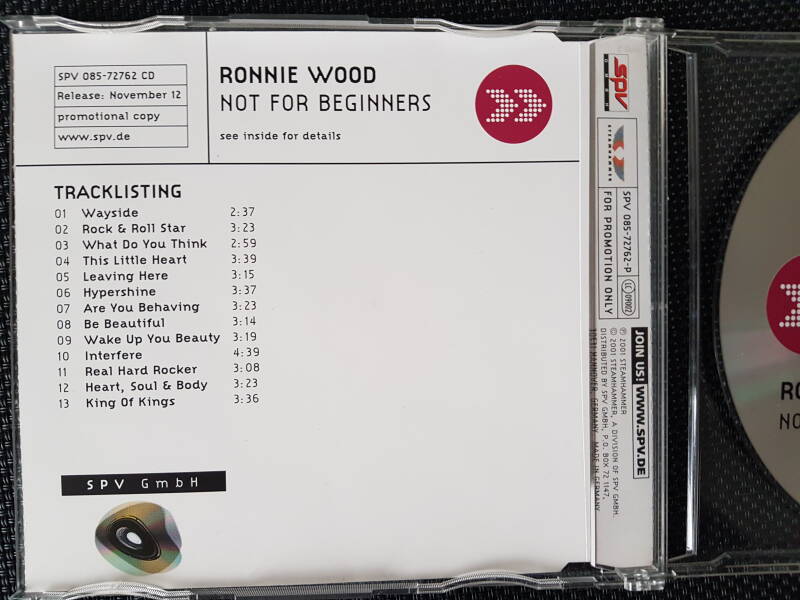 SPV 085-72762 CD
Release: November 12
promotional copy
www.spv.de
RONNIE WOOD
NOT FOR BEGINNERS
see inside for details
TRACKLISTING
01 Wayside 2:37
02 Rock & Roll Star 3:23
03 What Do You Think 2:59
04 This Little Heart 3:39
05 Leaving Here 3:15
06 Hypershine 3:37
07 Are You Behaving 3:23
08 Be Beautiful 3:14
09 Wake Up You Beauty 3:19
10 Interfere 4:39
11 Real Hard Rocker 3:08
12 Heart, Soul & Body 3:23
13 King Of Kings 3:36
SPV GmbH
SPV
GMBH
STEAMHAMMER
SPV 085-72762-P
FOR PROMOTION ONLY
LC 09002
JOIN US! WWW.SPV.DE
℗ 2001 STEAMHAMMER
© 2001 STEAMHAMMER, A DIVISION OF SPV GMBH.
DISTRIBUTED BY SPV GMBH, P.O. BOX 72 1147,
HANNOVER, GERMANY. MADE IN GERMANY
RO
NO